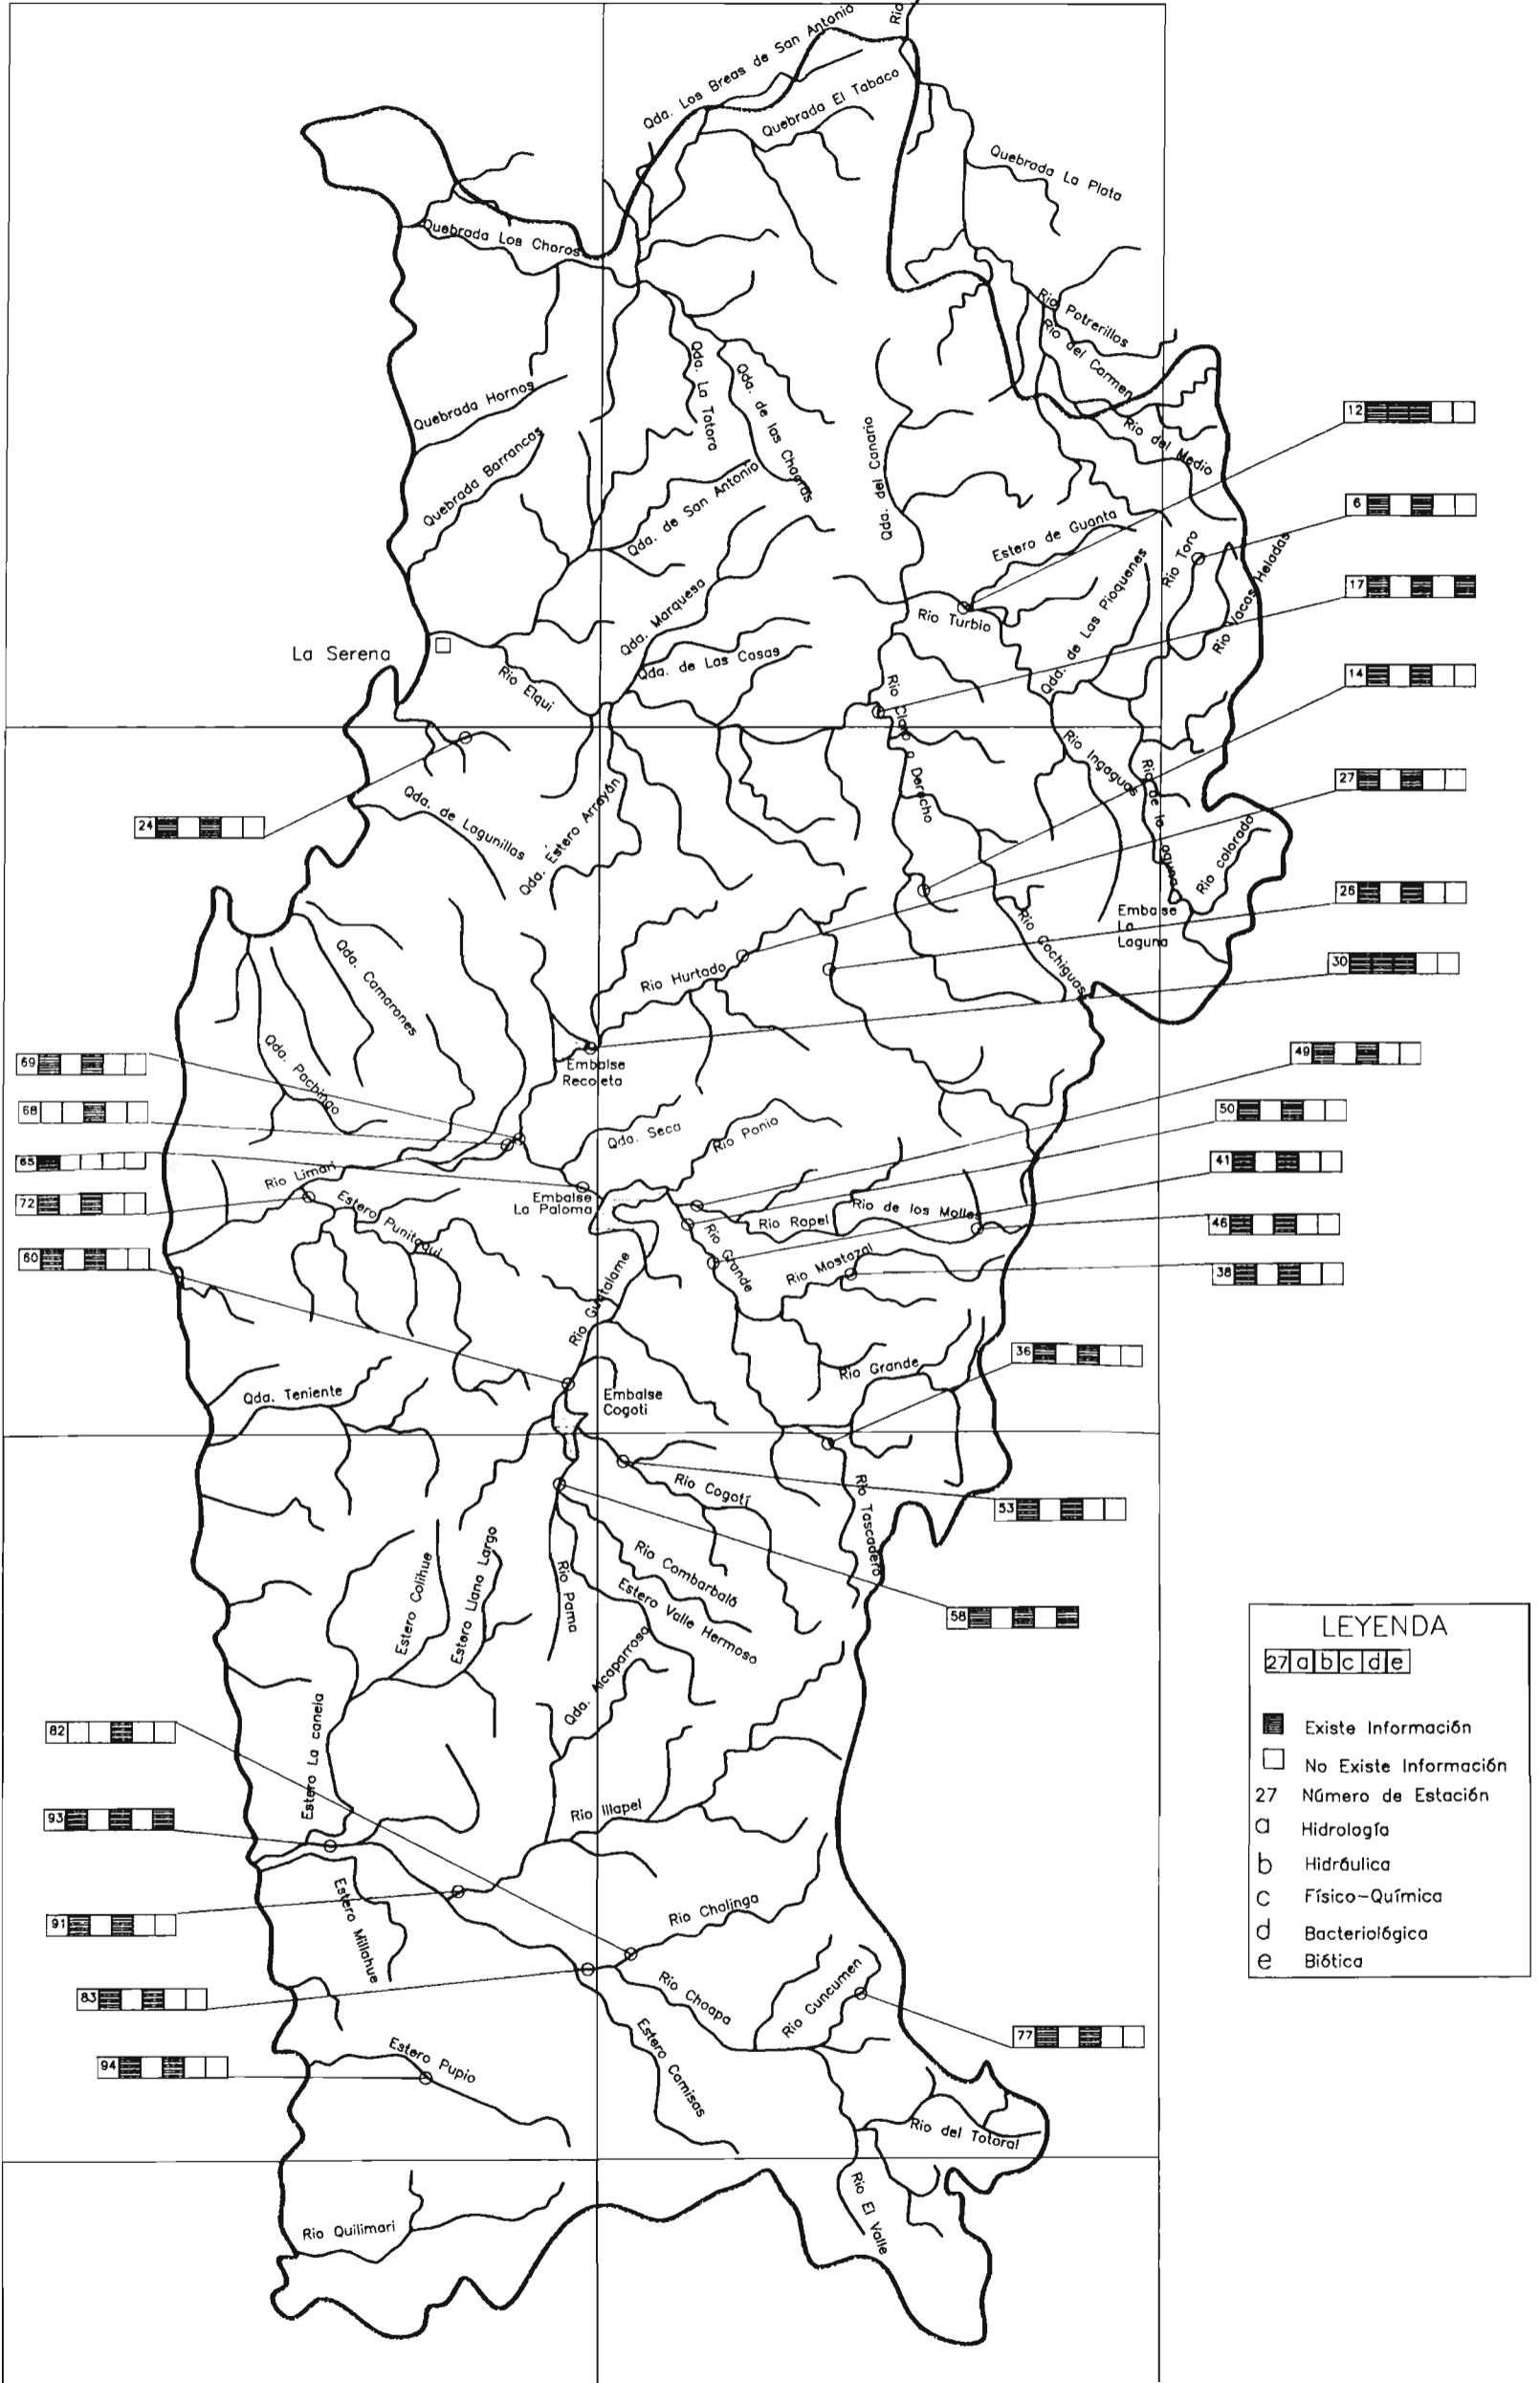 Rio
Qda. Los Breas de San Antonio
Quebrada El Tabaco
Quebrada La Plata
Quebrada Los Choros
Rio Potrerillos
Rio del Carmen
Rio del Medio
Quebrada Hornos
Quebrada Barrancas
Qda. La Totora
Qda. de las Chacras
Qda. del Canario
Qda. de San Antonio
Estero de Guanta
Qda. Marquesa
Rio Toro
Rio Vacas Heladas
Qda. de Las Pioquenes
Rio Turbio
La Serena
Qda. de Las Casas
Rio Elqui
Rio Claro o Derecho
Rio Ingaguas
Rio de la Laguna
Rio colorado
Qda. de Lagunillas
Qda. Estero Arrayán
Embalse
La
Laguna
Rio Cochiguas
Qda. Camarones
Rio Hurtado
Qda. Pachingo
Embalse
Recoleta
Qda. Seca
Rio Ponio
Rio Limari
Estero Punitaqui
Embalse
La Paloma
Rio Rapel
Rio de los Molles
Rio Grande
Rio Mostazal
Rio Guatalame
Rio Grande
Qda. Teniente
Embalse
Cogoti
Rio Cogotí
Rio Tascadero
Rio Combarbalá
Estero Valle Hermoso
Rio Pama
Estero Colihue
Estero Llano Largo
Qda. Alcaparrosa
Estero La canela
Rio Illapel
Estero Millahue
Rio Chalinga
Rio Choapa
Rio Cuncumen
Estero Camisas
Estero Pupio
Rio del Totoral
Rio El Valle
Rio Quilimari
12
6
17
14
27
26
30
49
50
41
46
38
36
53
58
77
24
69
68
65
72
60
82
93
91
83
94
LEYENDA
27 a b c d e
Existe Información
No Existe Información
27 Número de Estación
a Hidrología
b Hidráulica
c Físico-Química
d Bacteriológica
e Biótica